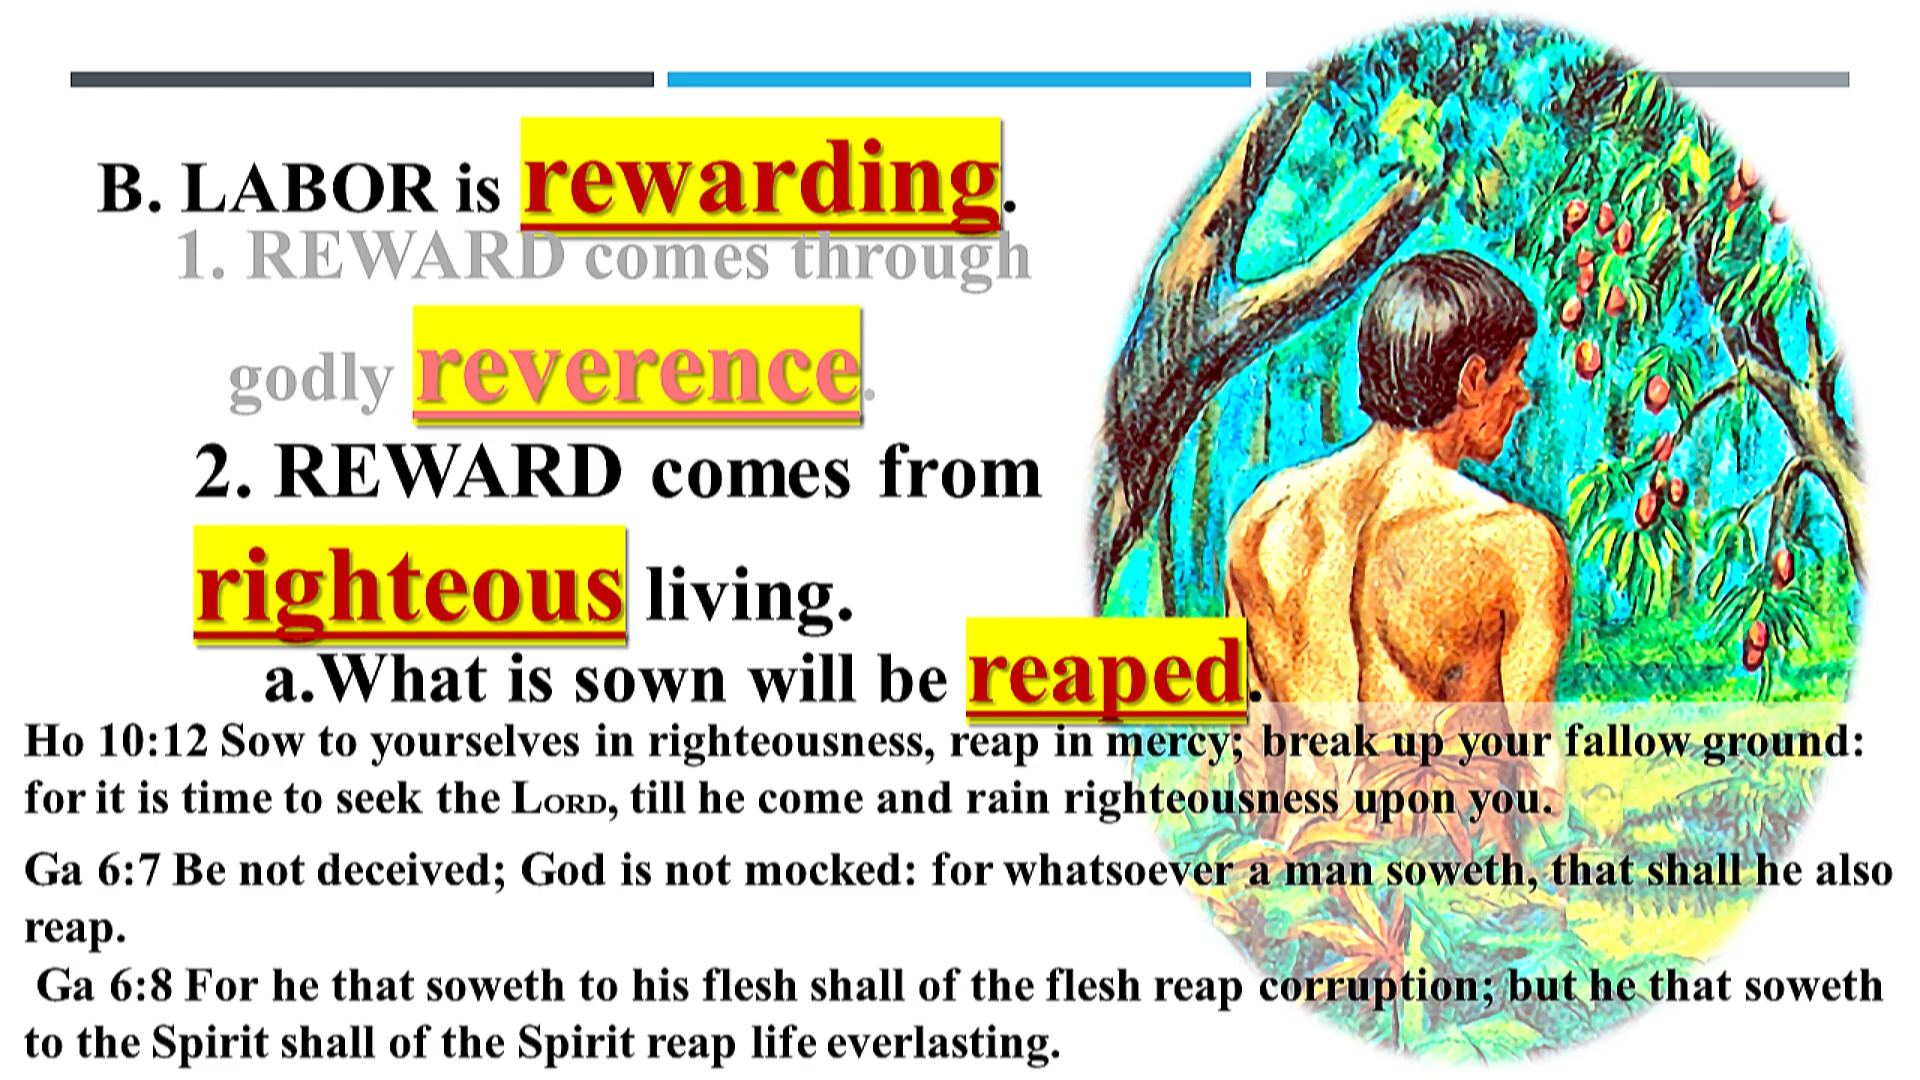 B. LABOR is rewarding.
1. REWARD comes through
godly reverence.
2. REWARD comes from
righteous living.
a.What is sown will be reaped.
Ho 10:12 Sow to yourselves in righteousness, reap in mercy; break up your fallow ground:
for it is time to seek the LORD, till he come and rain righteousness upon you.
Ga 6:7 Be not deceived; God is not mocked: for whatsoever a man soweth, that shall he also
reap.
Ga 6:8 For he that soweth to his flesh shall of the flesh reap corruption; but he that soweth
to the Spirit shall of the Spirit reap life everlasting.